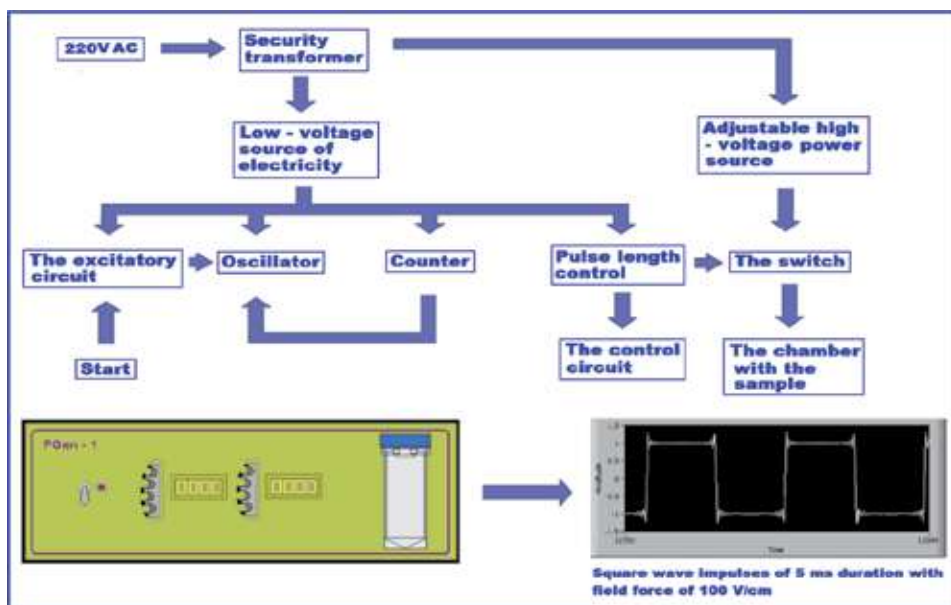 220V AC
Security
transformer
Low - voltage
source of
electricity
Adjustable high
- voltage power
source
The excitatory
circuit
Oscillator
Counter
Pulse length
control
The switch
Start
The control
circuit
The chamber
with the
sample
PGen - 1
Amplitude
Time
Square wave impulses of 5 ms duration with
field force of 100 V/cm